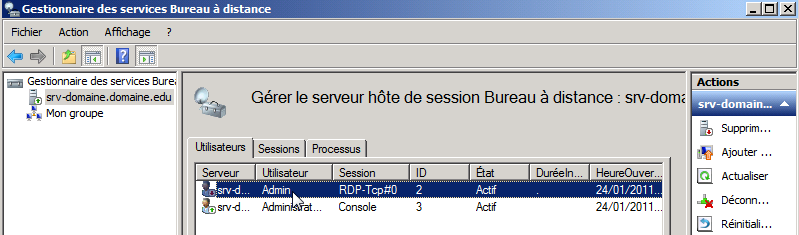 Gestionnaire des services Bureau à distance
Fichier Action Affichage ?
Gestionnaire des services Burea
srv-domaine.domaine.edu
Mon groupe
Gérer le serveur hôte de session Bureau à distance : srv-doma
Utilisateurs Sessions Processus
Serveur Utilisateur Session ID État DuréeIn... HeureOuver...
srv-d... Admin RDP-Tcp#0 2 Actif . 24/01/2011...
srv-d... Administrat... Console 3 Actif 24/01/2011...
Actions
srv-domain...
Supprim...
Ajouter ...
Actualiser
Déconn...
Réinitiali...